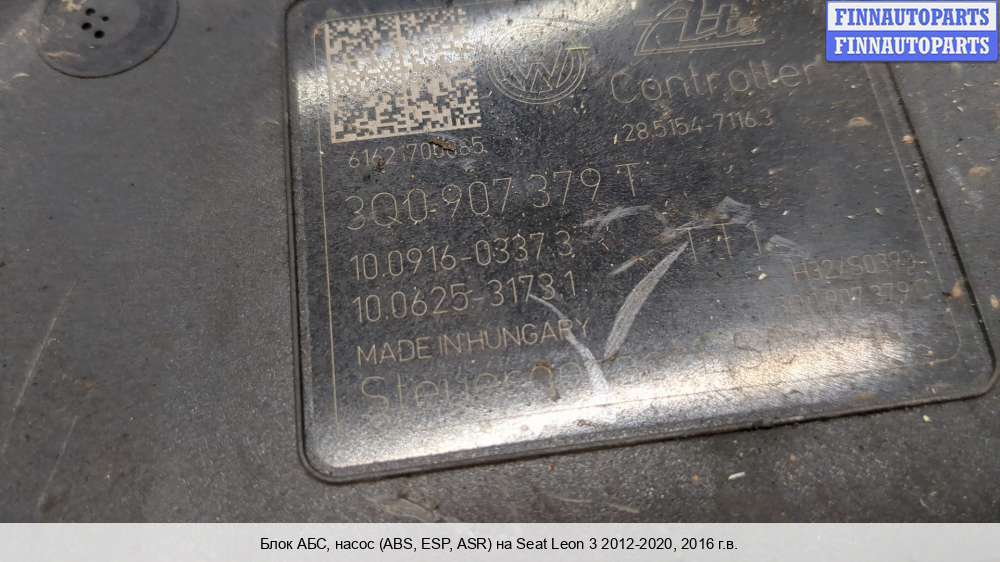 FINNAUTOPARTS
FINNAUTOPARTS
Ate
Controller
28.5154-7116.3
3Q0.907.379 T
10.0916-0337.3
10.0625-3173.1
MADE IN HUNGARY
Блок АБС, насос (ABS, ESP, ASR) на Seat Leon 3 2012-2020, 2016 г.в.